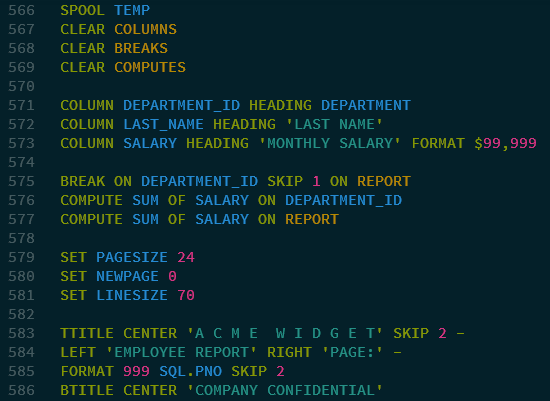 566 SPOOL TEMP
567 CLEAR COLUMNS
568 CLEAR BREAKS
569 CLEAR COMPUTES
570
571 COLUMN DEPARTMENT_ID HEADING DEPARTMENT
572 COLUMN LAST_NAME HEADING 'LAST NAME'
573 COLUMN SALARY HEADING 'MONTHLY SALARY' FORMAT $99,999
574
575 BREAK ON DEPARTMENT_ID SKIP 1 ON REPORT
576 COMPUTE SUM OF SALARY ON DEPARTMENT_ID
577 COMPUTE SUM OF SALARY ON REPORT
578
579 SET PAGESIZE 24
580 SET NEWPAGE 0
581 SET LINESIZE 70
582
583 TTITLE CENTER 'A C M E  W I D G E T' SKIP 2 -
584 LEFT 'EMPLOYEE REPORT' RIGHT 'PAGE:' -
585 FORMAT 999 SQL.PNO SKIP 2
586 BTITLE CENTER 'COMPANY CONFIDENTIAL'